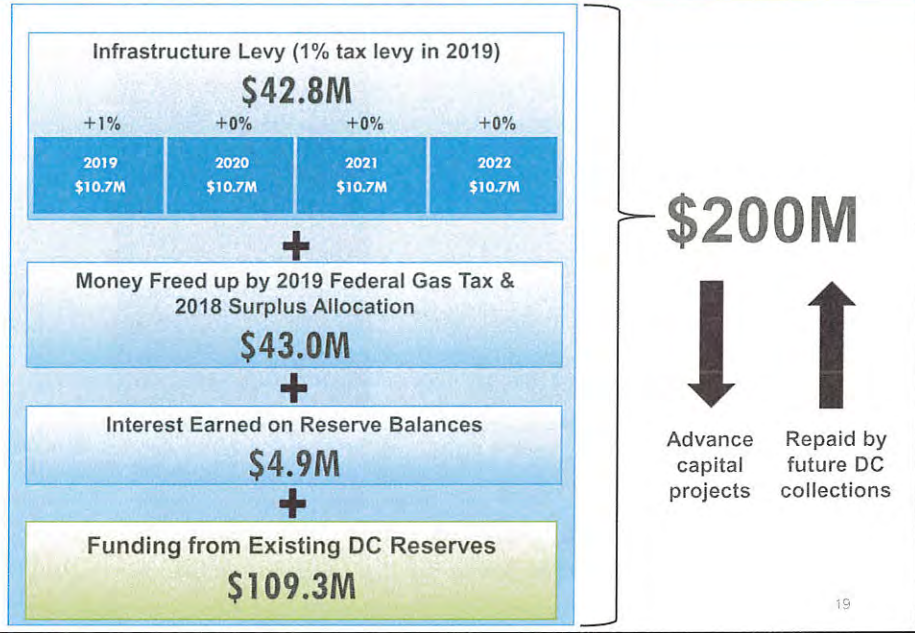 Infrastructure Levy (1% tax levy in 2019)
$42.8M
+1% +0% +0% +0%
2019 2020 2021 2022
$10.7M $10.7M $10.7M $10.7M
+
Money Freed up by 2019 Federal Gas Tax &
2018 Surplus Allocation
$43.0M
+
Interest Earned on Reserve Balances
$4.9M
+
Funding from Existing DC Reserves
$109.3M
$200M
Advance
capital
projects
Repaid by
future DC
collections
19